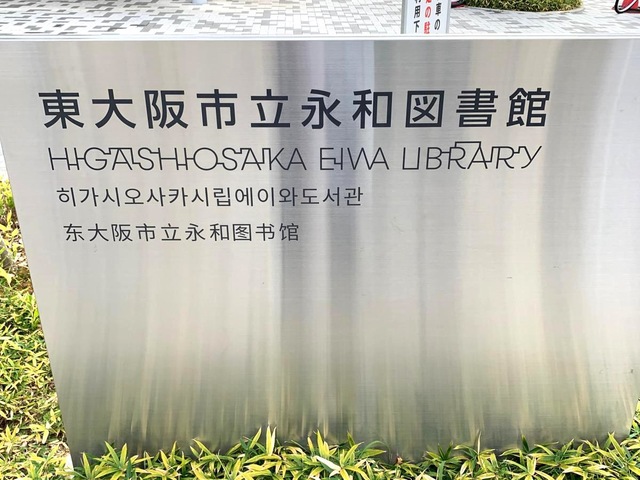 東大阪市立永和図書館
HIGASHIOSAKA EIWA LIBRARY
히가시오사카시립에이와도서관
东大阪市立永和图书馆